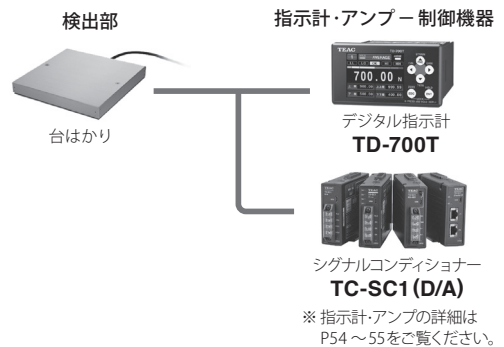 検出部
台はかり
指示計・アンプ － 制御機器
TEAC
700.00 N
デジタル指示計
TD-700T
シグナルコンディショナー
TC-SC1（D/A）
※ 指示計・アンプの詳細は
P54 ～ 55をご覧ください。